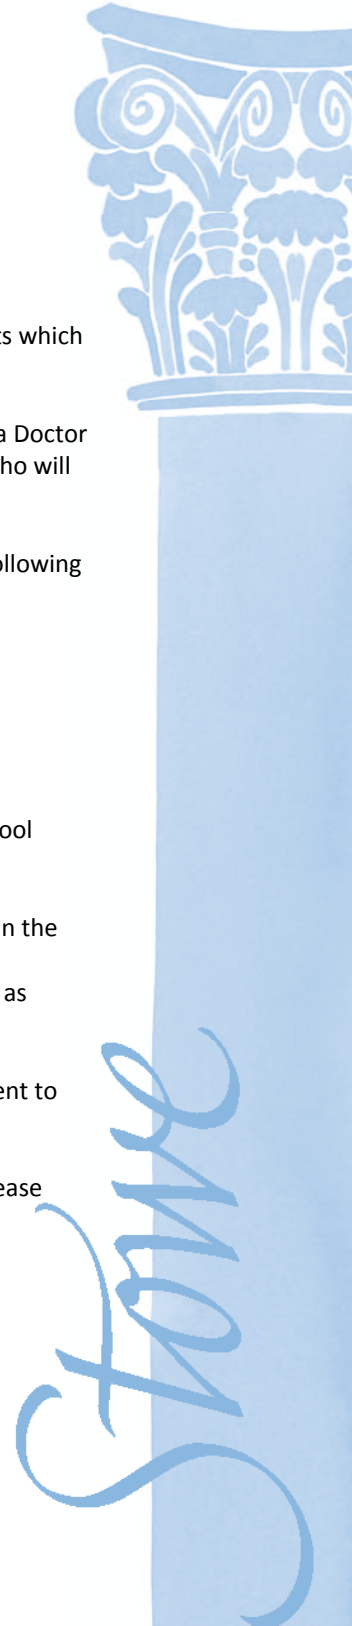 ts which
a Doctor
ho will
ollowing
ool
n the
as
ent to
ease
Stowe